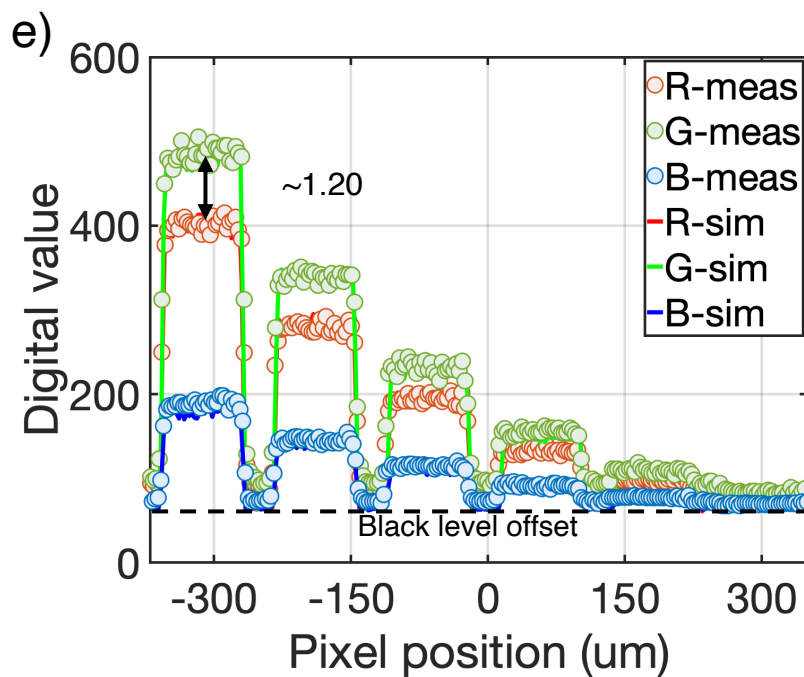 e)
600
400
200
0
Digital value
~1.20
R-meas
G-meas
B-meas
R-sim
G-sim
B-sim
Black level offset
-300 -150 0 150 300
Pixel position (um)